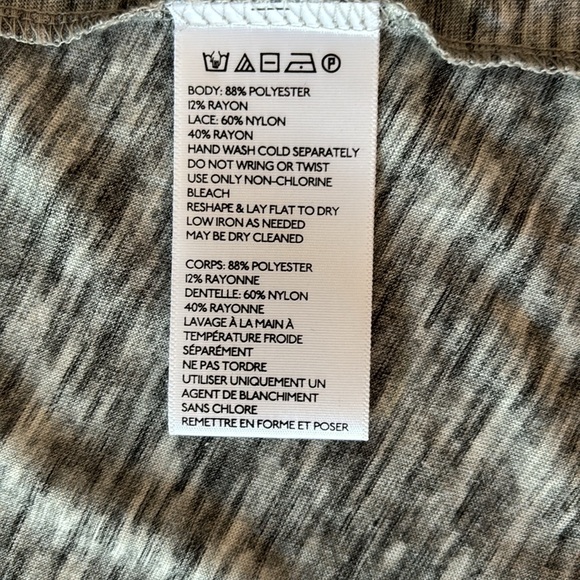 P
BODY: 88% POLYESTER
12% RAYON
LACE: 60% NYLON
40% RAYON
HAND WASH COLD SEPARATELY
DO NOT WRING OR TWIST
USE ONLY NON-CHLORINE
BLEACH
RESHAPE & LAY FLAT TO DRY
LOW IRON AS NEEDED
MAY BE DRY CLEANED
CORPS: 88% POLYESTER
12% RAYONNE
DENTELLE: 60% NYLON
40% RAYONNE
LAVAGE À LA MAIN À
TEMPÉRATURE FROIDE
SÉPARÉMENT
NE PAS TORDRE
UTILISER UNIQUEMENT UN
AGENT DE BLANCHIMENT
SANS CHLORE
REMETTRE EN FORME ET POSER